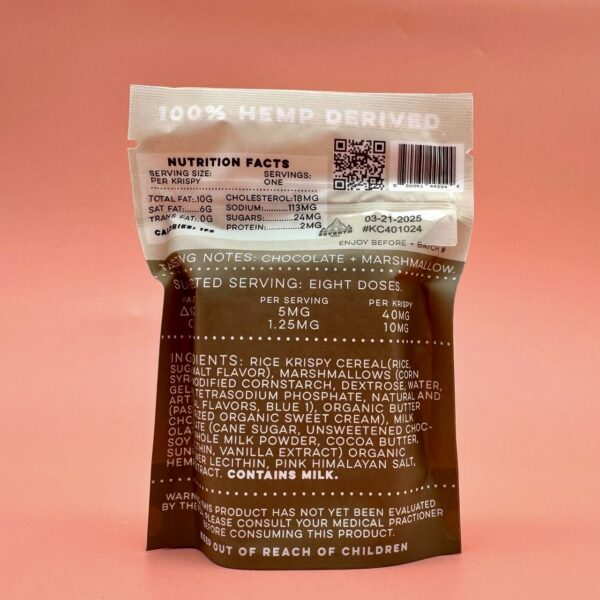 100% HEMP DERIVED
NUTRITION FACTS
SERVING SIZE: SERVINGS:
PER KRISPY ONE
TOTAL FAT:.10G CHOLESTEROL:18MG
SAT FAT:....6G SODIUM:......113MG
TRANS FAT:.0G SUGARS:........24MG
CALORIES: PROTEIN:.........2MG
03-21-2025
#KC401024
ENJOY BEFORE + BATCH #
NOTES: CHOCOLATE + MARSHMALLOW.
SERVING: EIGHT DOSES.
PER SERVING PER KRISPY
5MG 40MG
1.25MG 10MG
RICE KRISPY CEREAL(RICE,
FLAVOR), MARSHMALLOWS (CORN
CORNSTARCH, DEXTROSE, WATER,
TETRASODIUM PHOSPHATE, NATURAL AND
FLAVORS, BLUE 1), ORGANIC BUTTER
ORGANIC SWEET CREAM), MILK
(CANE SUGAR, UNSWEETENED CHOC-
MILK POWDER, COCOA BUTTER,
VANILLA EXTRACT) ORGANIC
LECITHIN, PINK HIMALAYAN SALT,
CONTAINS MILK.
THIS PRODUCT HAS NOT YET BEEN EVALUATED
BY THE PLEASE CONSULT YOUR MEDICAL PRACTIONER
BEFORE CONSUMING THIS PRODUCT.
KEEP OUT OF REACH OF CHILDREN